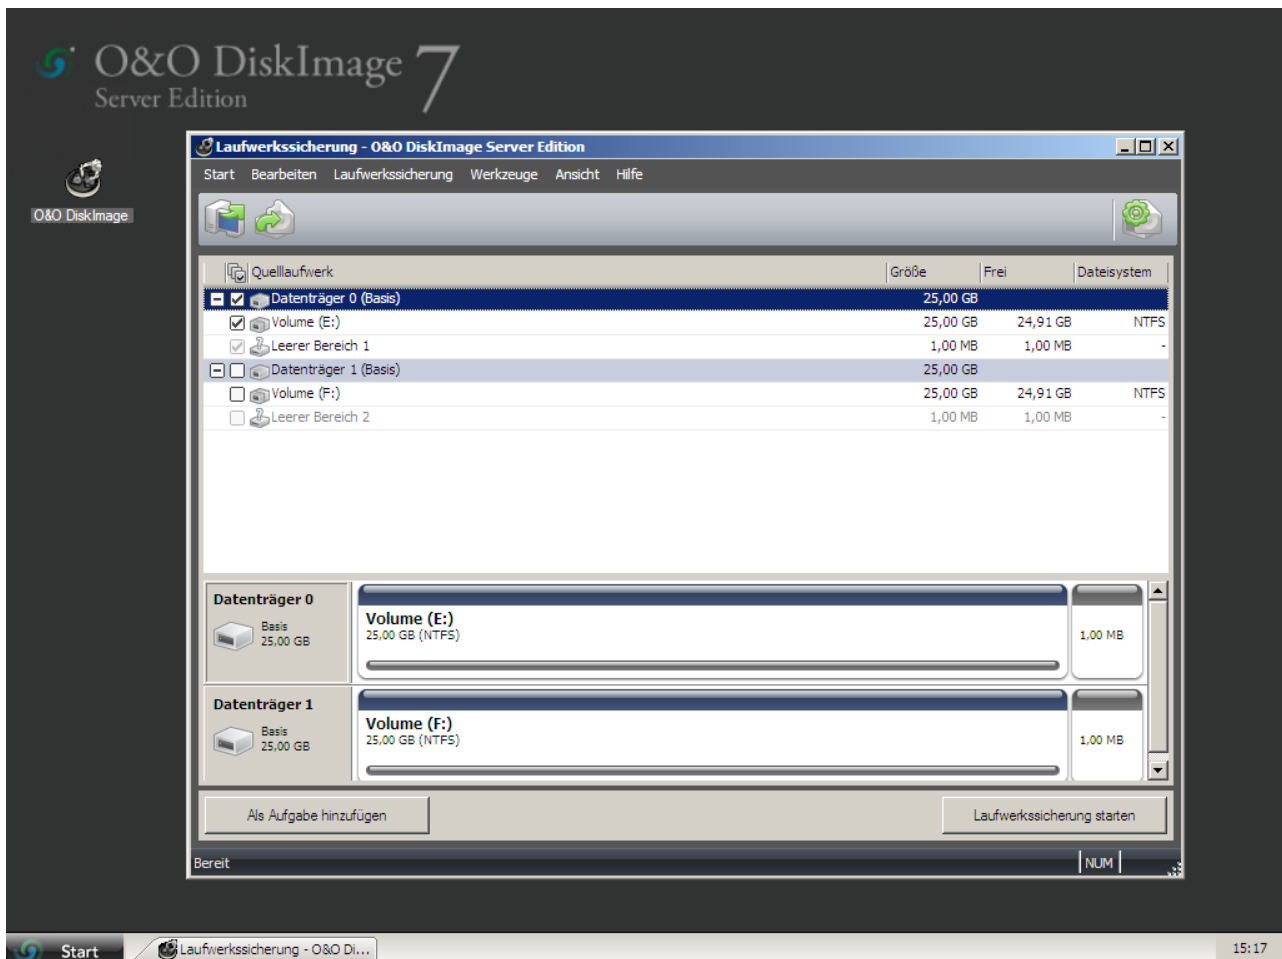 O&O DiskImage 7
Server Edition
O&O DiskImage
Laufwerkssicherung - O&O DiskImage Server Edition
Start Bearbeiten Laufwerkssicherung Werkzeuge Ansicht Hilfe
Quelllaufwerk Größe Frei Dateisystem
Datenträger 0 (Basis) 25,00 GB
Volume (E:) 25,00 GB 24,91 GB NTFS
Leerer Bereich 1 1,00 MB 1,00 MB -
Datenträger 1 (Basis) 25,00 GB
Volume (F:) 25,00 GB 24,91 GB NTFS
Leerer Bereich 2 1,00 MB 1,00 MB -
Datenträger 0
Basis
25,00 GB
Volume (E:)
25,00 GB (NTFS)
1,00 MB
Datenträger 1
Basis
25,00 GB
Volume (F:)
25,00 GB (NTFS)
1,00 MB
Als Aufgabe hinzufügen Laufwerkssicherung starten
Bereit NUM
Start Laufwerkssicherung - O&O Di... 15:17